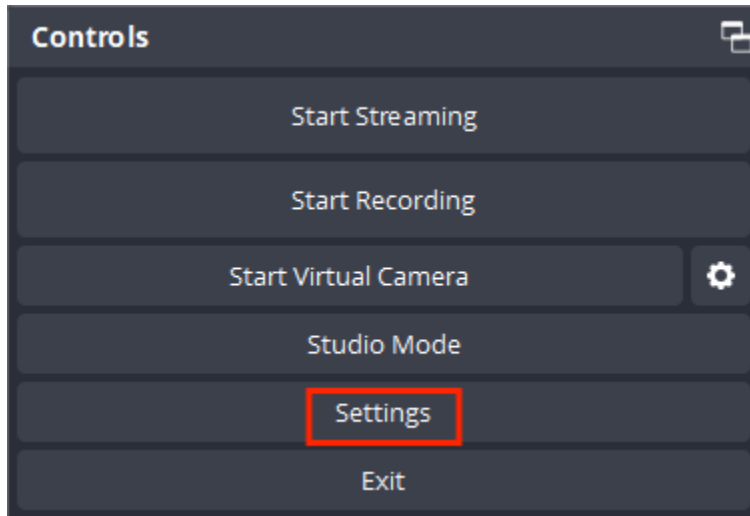 Controls
Start Streaming
Start Recording
Start Virtual Camera
Studio Mode
Settings
Exit